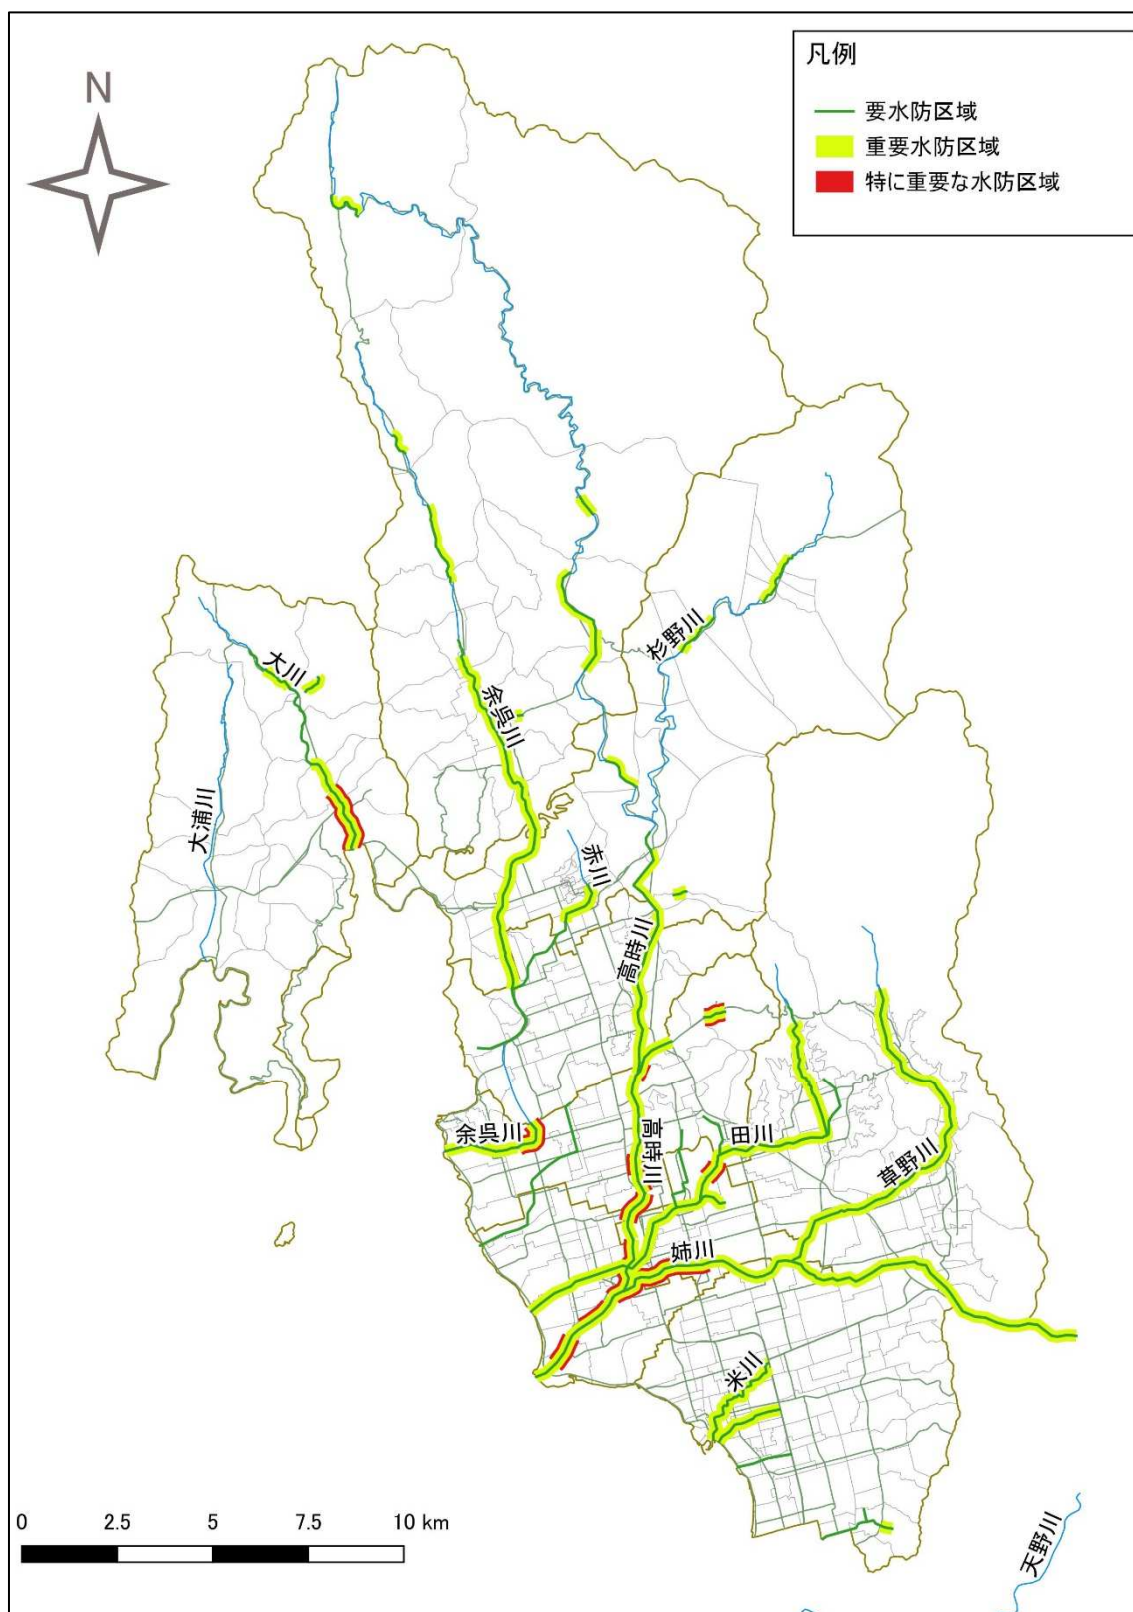 凡例
N
要水防区域
重要水防区域
特に重要な水防区域
杉野川
大川
余呉川
大浦川
赤川
高時川
余呉川
高時川
田川
草野川
姉川
米川
0 2.5 5 7.5 10 km
天野川